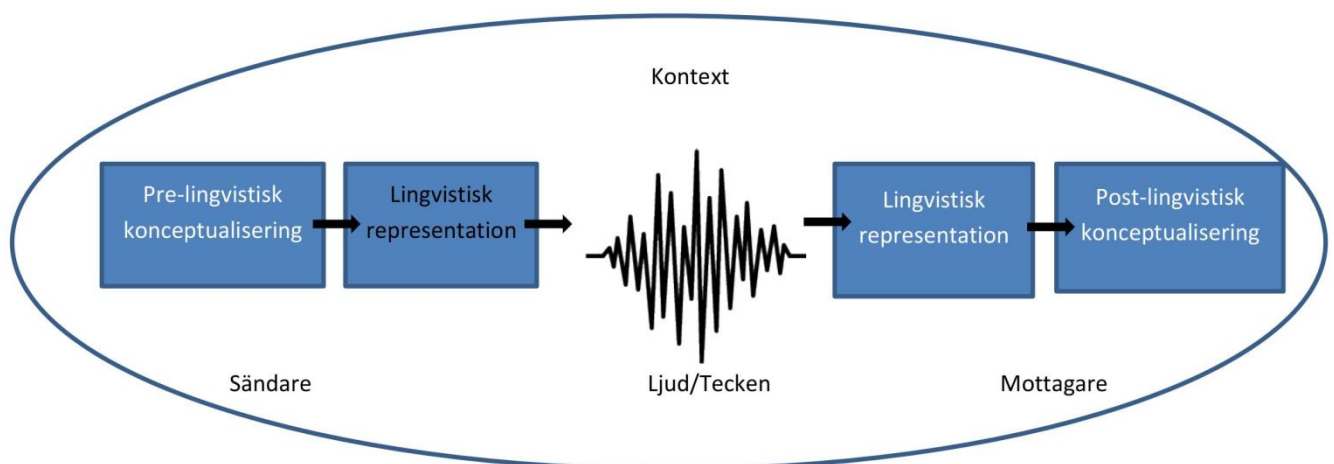 Kontext
Pre-lingvistisk
konceptualisering
Lingvistisk
representation
Lingvistisk
representation
Post-lingvistisk
konceptualisering
Sändare
Ljud/Tecken
Mottagare